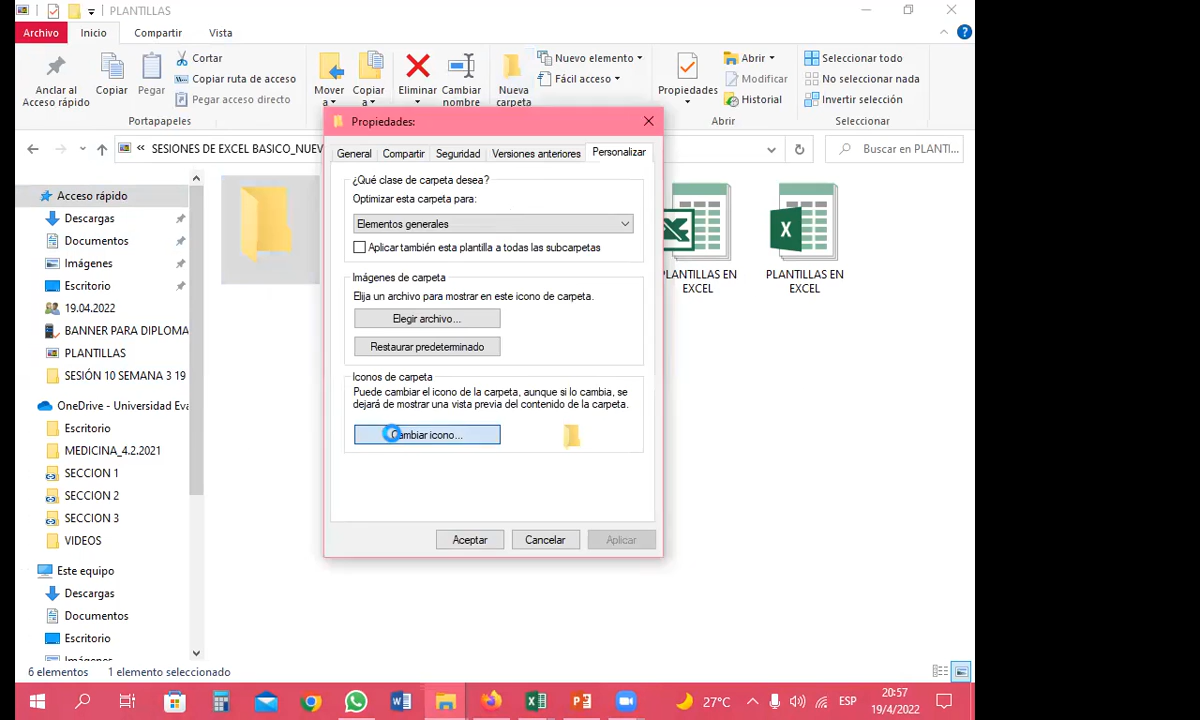 PLANTILLAS
Archivo
Inicio
Compartir
Vista
Anclar al
Acceso rápido
Copiar
Pegar
Cortar
Copiar ruta de acceso
Pegar acceso directo
Portapapeles
Mover
a
Copiar
a
Eliminar
Cambiar
nombre
Nueva
carpeta
Nuevo elemento
Fácil acceso
Propiedades
Abrir
Modificar
Historial
Abrir
Seleccionar todo
No seleccionar nada
Invertir selección
Seleccionar
« SESIONES DE EXCEL BASICO_NUEV
Buscar en PLANTI...
Acceso rápido
Descargas
Documentos
Imágenes
Escritorio
19.04.2022
BANNER PARA DIPLOMA
PLANTILLAS
SESIÓN 10 SEMANA 3 19
OneDrive - Universidad Eva
Escritorio
MEDICINA_4.2.2021
SECCION 1
SECCION 2
SECCION 3
VIDEOS
Este equipo
Descargas
Documentos
Escritorio
Imágenes
Propiedades:
General
Compartir
Seguridad
Versiones anteriores
Personalizar
¿Qué clase de carpeta desea?
Optimizar esta carpeta para:
Elementos generales
Aplicar también esta plantilla a todas las subcarpetas
Imágenes de carpeta
Elija un archivo para mostrar en este icono de carpeta.
Elegir archivo...
Restaurar predeterminado
Iconos de carpeta
Puede cambiar el icono de la carpeta, aunque si lo cambia, se
dejará de mostrar una vista previa del contenido de la carpeta.
Cambiar icono...
Aceptar
Cancelar
Aplicar
PLANTILLAS EN
EXCEL
PLANTILLAS EN
EXCEL
6 elementos
1 elemento seleccionado
27°C
ESP
20:57
19/4/2022